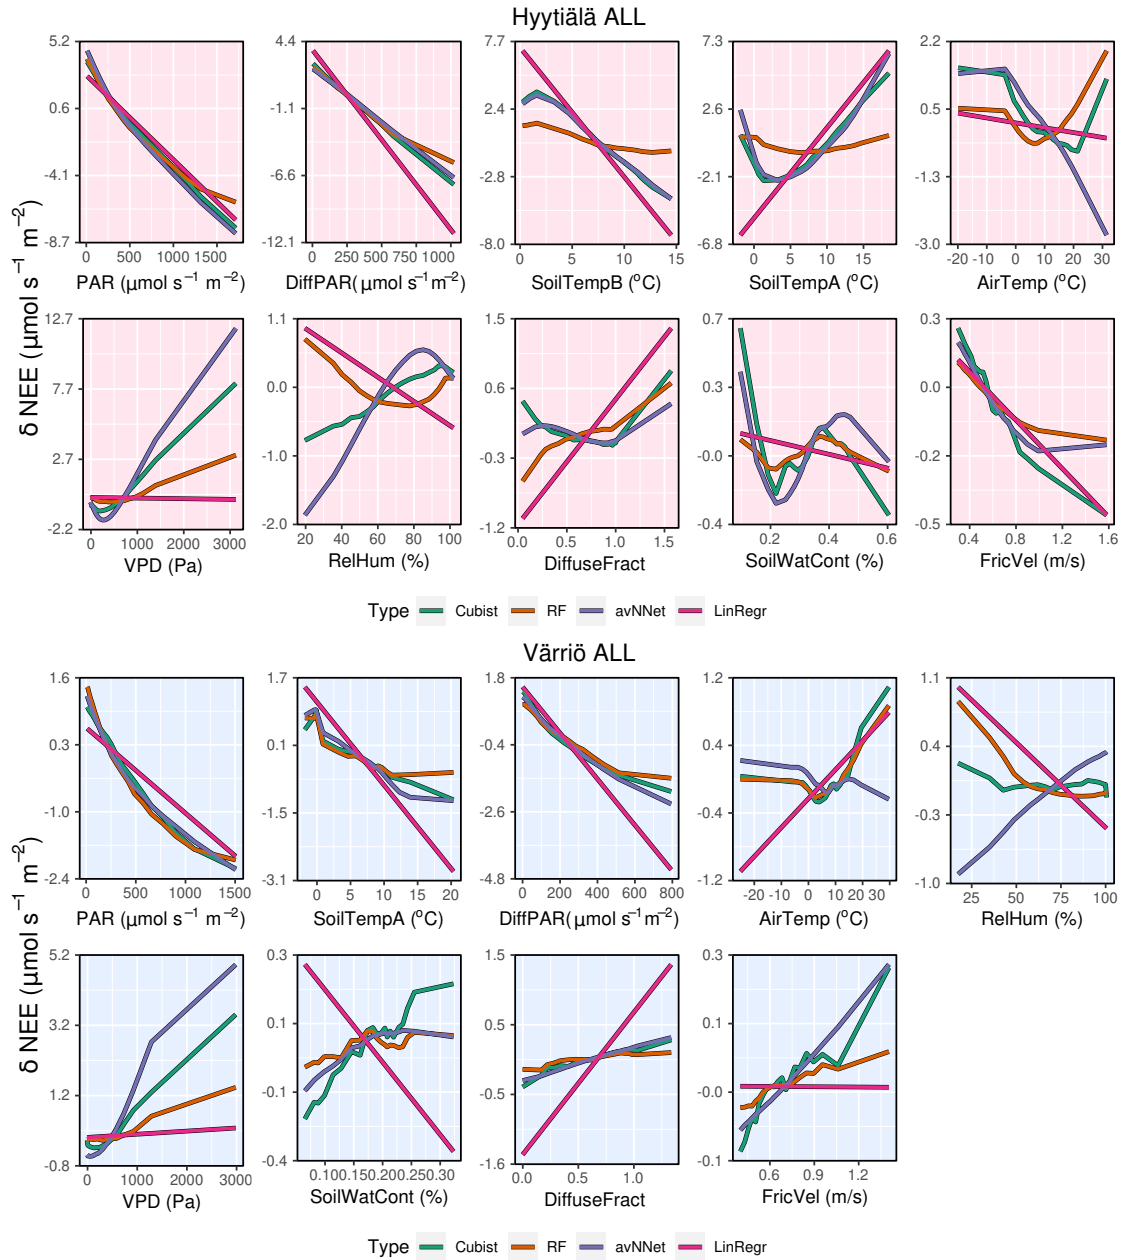 Hyytiälä ALL
δ NEE (μmol s⁻¹ m⁻²)
5.2
0.6
-4.1
-8.7
0 500 1000 1500
PAR (μmol s⁻¹ m⁻²)
4.4
-1.1
-6.6
-12.1
0 250 500 750 1000
DiffPAR(μmol s⁻¹m⁻²)
7.7
2.4
-2.8
-8.0
0 5 10 15
SoilTempB (°C)
7.3
2.6
-2.1
-6.8
0 5 10 15
SoilTempA (°C)
2.2
0.5
-1.3
-3.0
-20 -10 0 10 20 30
AirTemp (°C)
12.7
7.7
2.7
-2.2
0 1000 2000 3000
VPD (Pa)
1.1
0.0
-1.0
-2.0
20 40 60 80 100
RelHum (%)
1.5
0.6
-0.3
-1.2
0.0 0.5 1.0 1.5
DiffuseFract
0.7
0.3
-0.0
-0.4
0.2 0.4 0.6
SoilWatCont (%)
0.3
0.0
-0.2
-0.5
0.4 0.8 1.2 1.6
FricVel (m/s)
Type Cubist RF avNNet LinRegr
Värriö ALL
δ NEE (μmol s⁻¹ m⁻²)
1.6
0.3
-1.0
-2.4
0 500 1000 1500
PAR (μmol s⁻¹ m⁻²)
1.7
0.1
-1.5
-3.1
0 5 10 15 20
SoilTempA (°C)
1.8
-0.4
-2.6
-4.8
0 200 400 600 800
DiffPAR(μmol s⁻¹m⁻²)
1.2
0.4
-0.4
-1.2
-20 -10 0 10 20 30 40
AirTemp (°C)
1.1
0.4
-0.3
-1.0
25 50 75 100
RelHum (%)
5.2
3.2
1.2
-0.8
0 1000 2000 3000
VPD (Pa)
0.3
0.1
-0.1
-0.4
0.10 0.15 0.20 0.25 0.30
SoilWatCont (%)
1.5
0.5
-0.5
-1.6
0.0 0.5 1.0
DiffuseFract
0.3
0.1
-0.0
-0.1
0.6 0.9 1.2
FricVel (m/s)
Type Cubist RF avNNet LinRegr